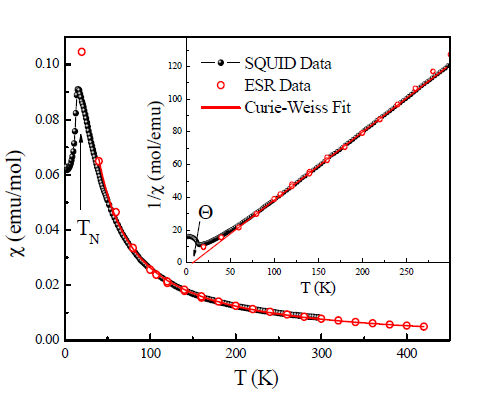 0.10
0.08
0.06
0.04
0.02
0.00
χ (emu/mol)
0
100
200
300
400
T (K)
T_N
SQUID Data
ESR Data
Curie-Weiss Fit
120
100
80
60
40
20
0
1/χ (mol/emu)
Θ
0
50
100
150
200
250
T (K)